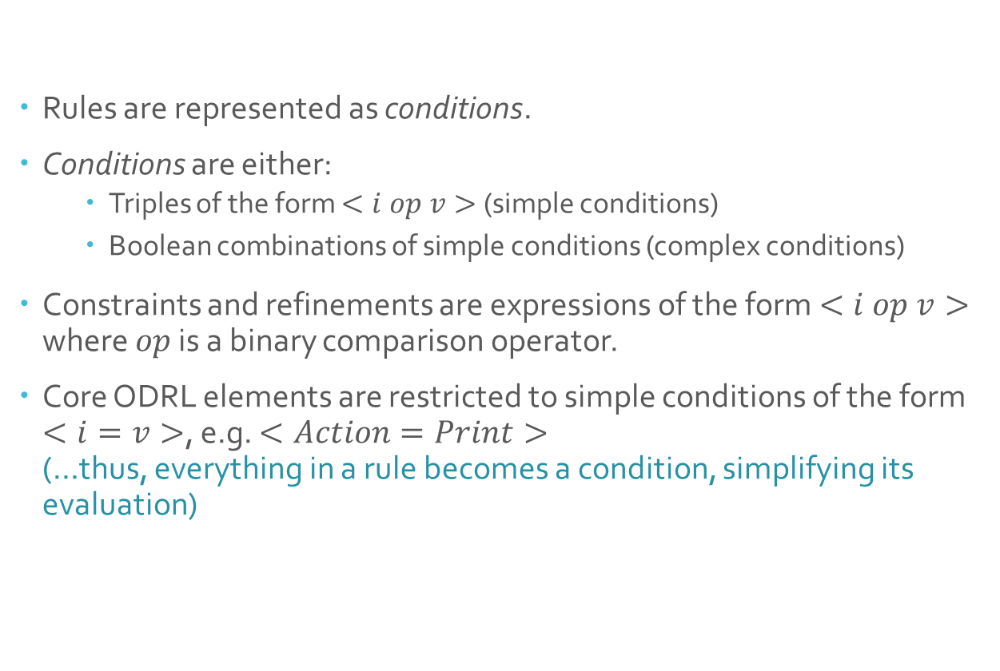 • Rules are represented as conditions.
• Conditions are either:
• Triples of the form < i op v > (simple conditions)
• Boolean combinations of simple conditions (complex conditions)
• Constraints and refinements are expressions of the form < i op v >
where op is a binary comparison operator.
• Core ODRL elements are restricted to simple conditions of the form
< i = v >, e.g. < Action = Print >
(…thus, everything in a rule becomes a condition, simplifying its
evaluation)